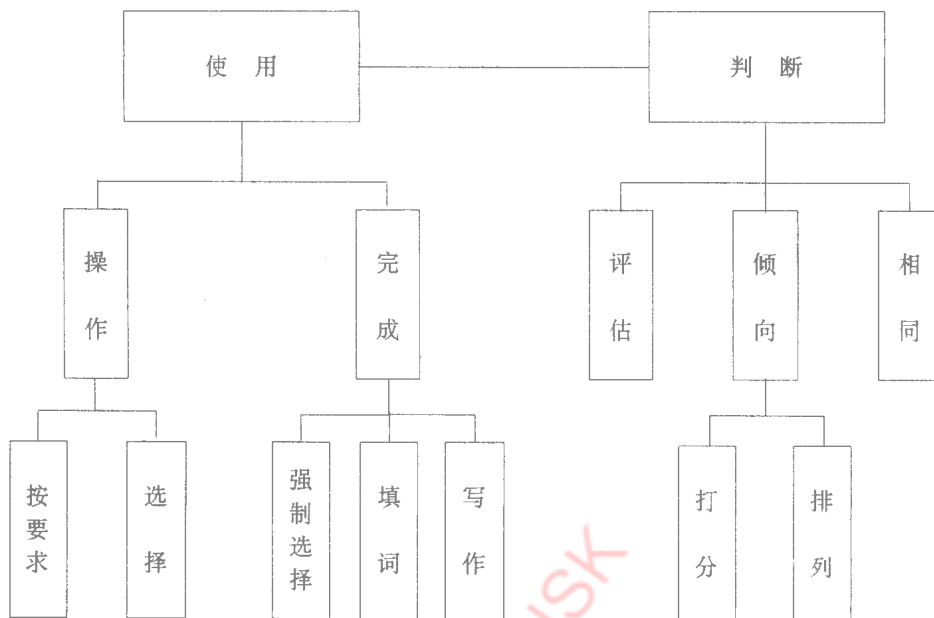 使用
判断
操作
完成
评估
倾向
相同
按要求
选择
强制选择
填词
写作
打分
排列
NSK